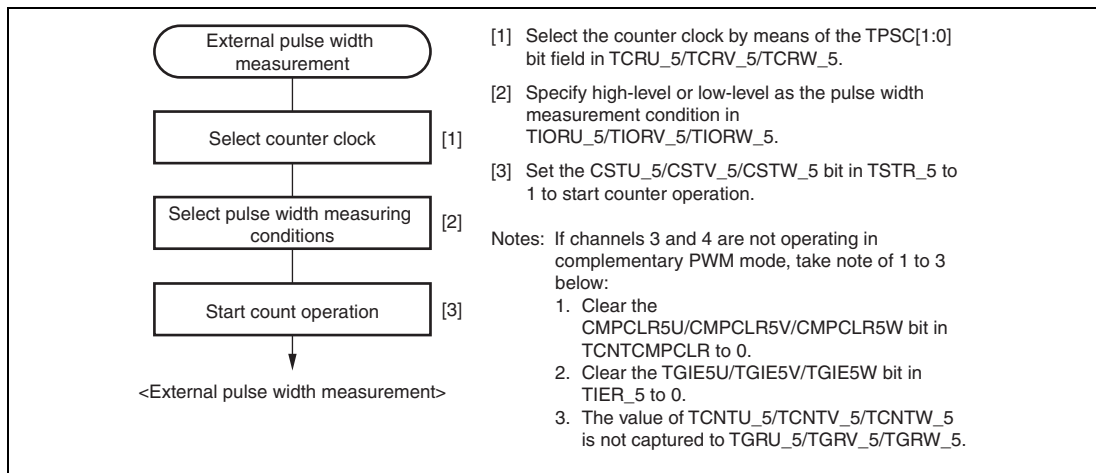 External pulse width
measurement
Select counter clock
[1]
Select pulse width measuring
conditions
[2]
Start count operation
[3]
<External pulse width measurement>
[1] Select the counter clock by means of the TPSC[1:0]
bit field in TCRU_5/TCRV_5/TCRW_5.
[2] Specify high-level or low-level as the pulse width
measurement condition in
TIORU_5/TIORV_5/TIORW_5.
[3] Set the CSTU_5/CSTV_5/CSTW_5 bit in TSTR_5 to
1 to start counter operation.
Notes: If channels 3 and 4 are not operating in
complementary PWM mode, take note of 1 to 3
below:
1. Clear the
CMPCLR5U/CMPCLR5V/CMPCLR5W bit in
TCNTCMPCLR to 0.
2. Clear the TGIE5U/TGIE5V/TGIE5W bit in
TIER_5 to 0.
3. The value of TCNTU_5/TCNTV_5/TCNTW_5
is not captured to TGRU_5/TGRV_5/TGRW_5.